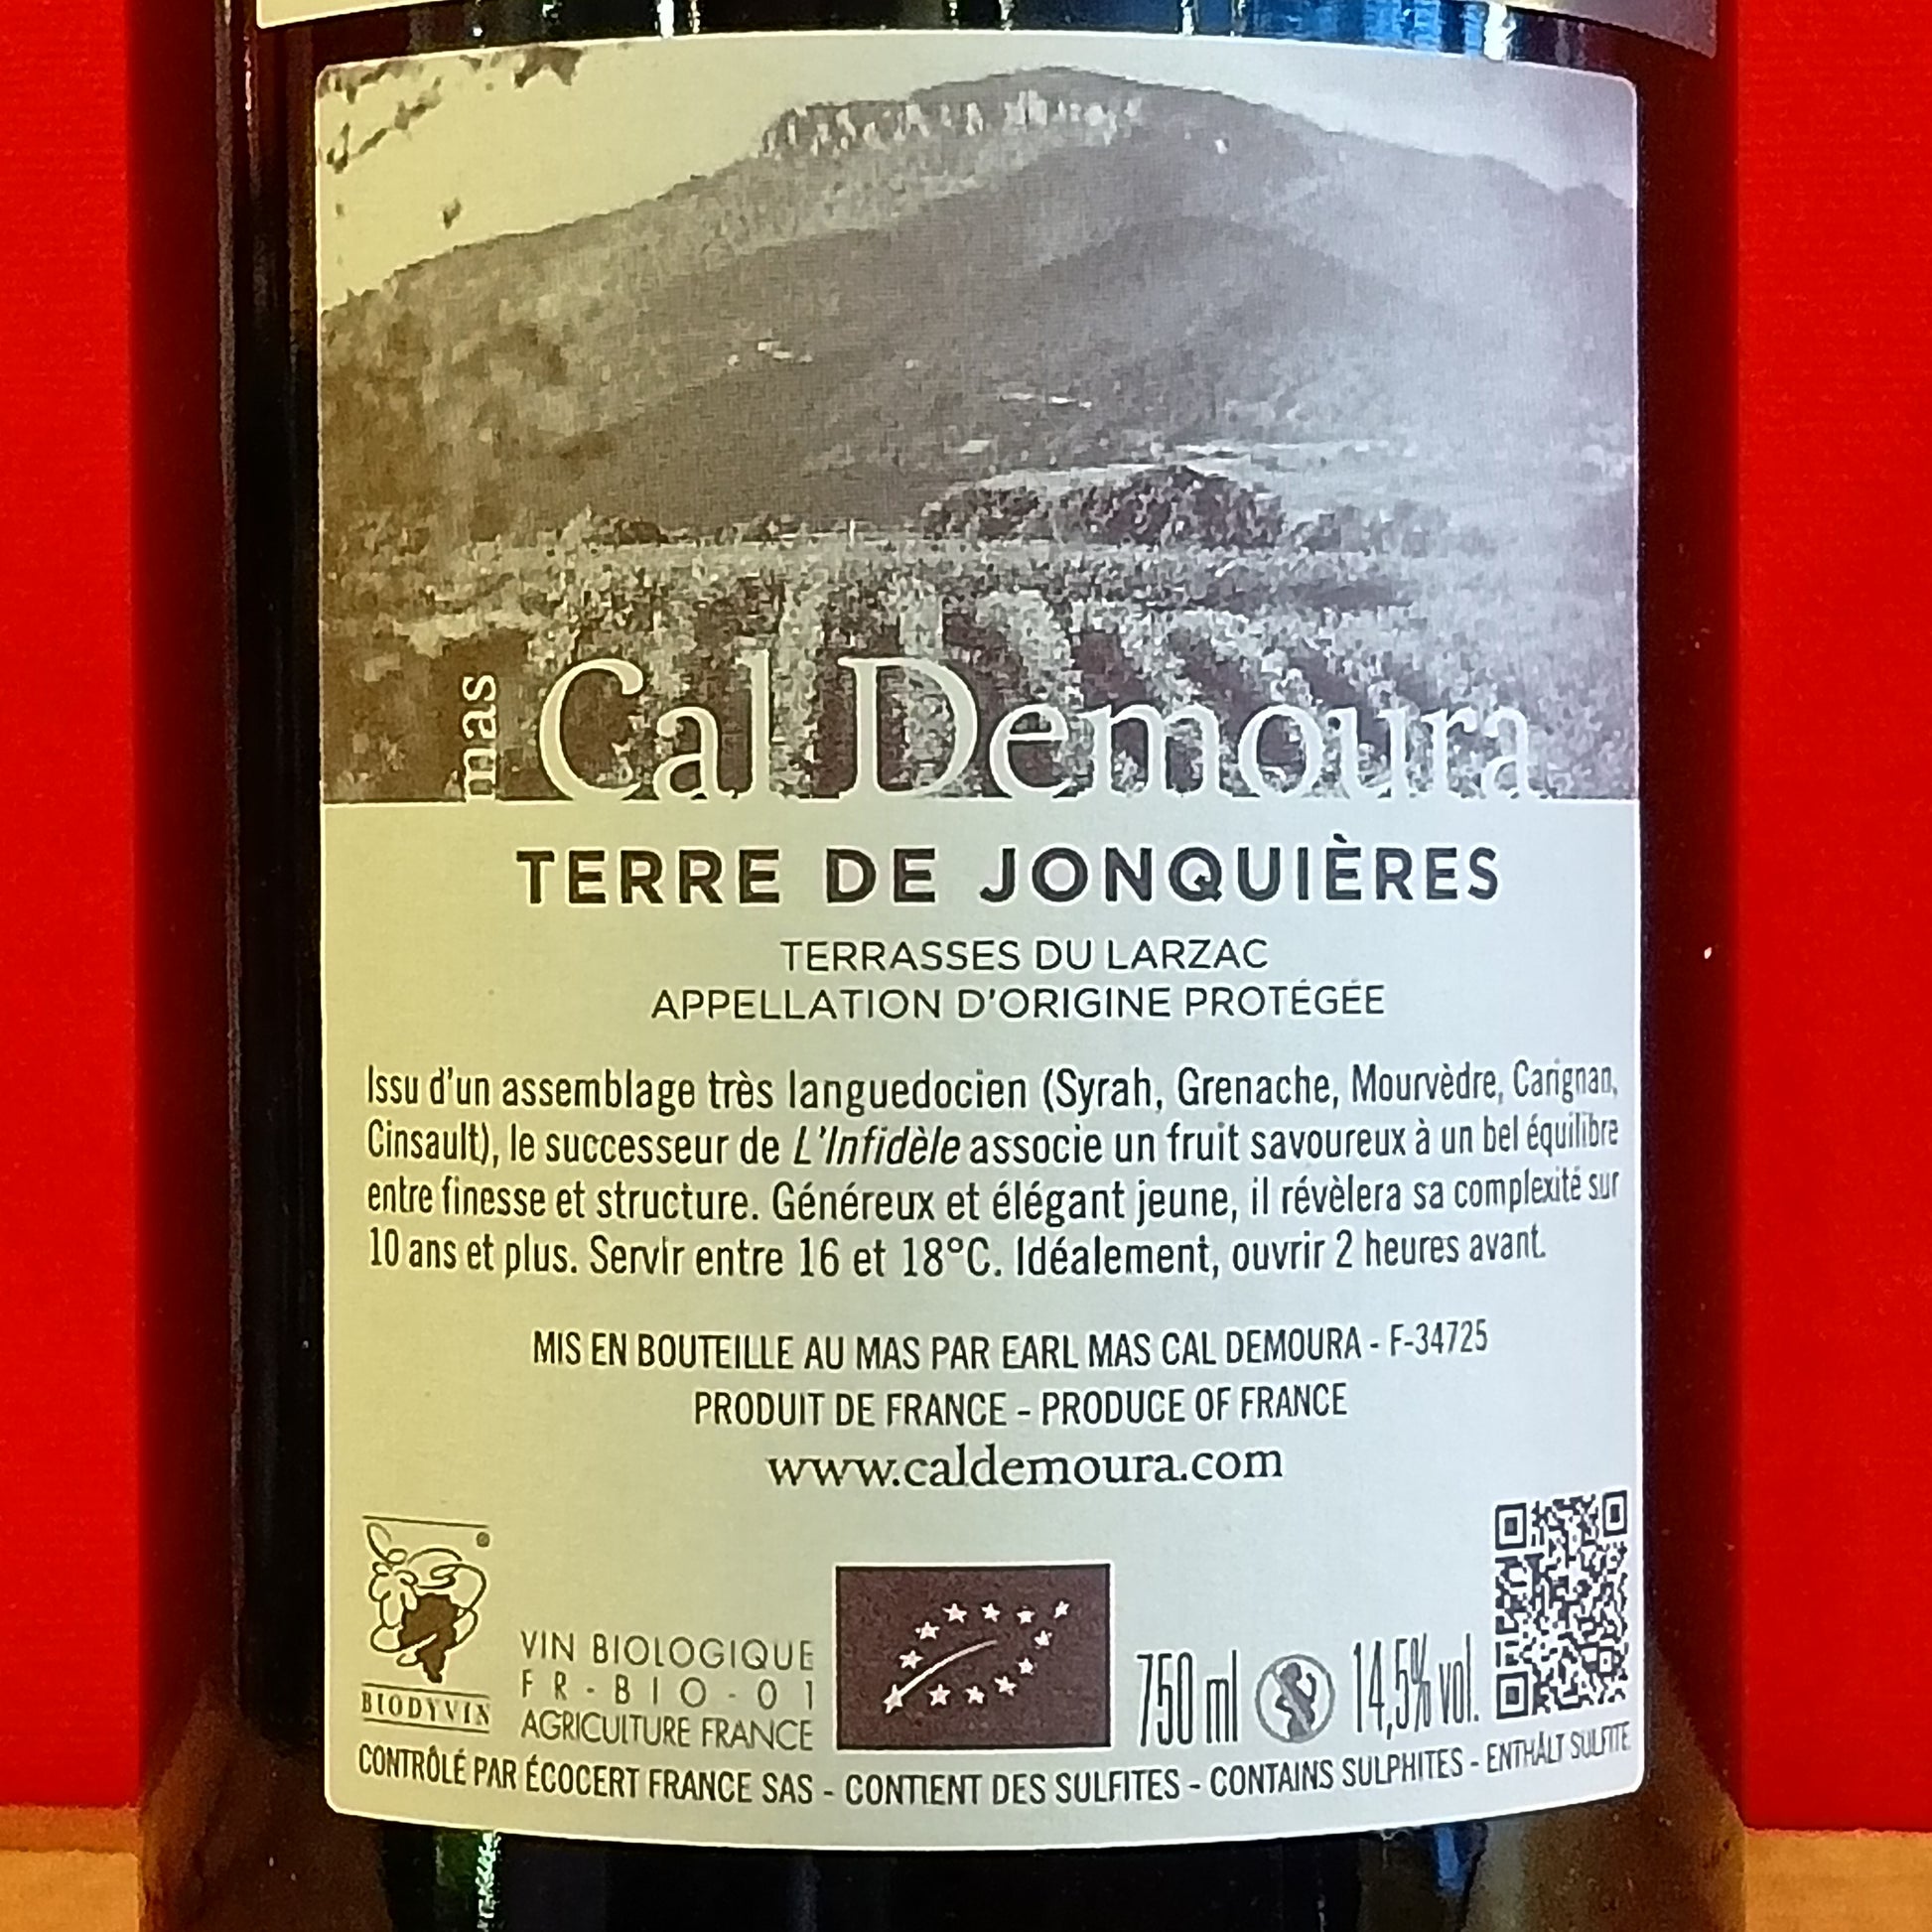 mas Cal Demoura
TERRE DE JONQUIÈRES
TERRASSES DU LARZAC
APPELLATION D'ORIGINE PROTÉGÉE
Issu d'un assemblage très languedocien (Syrah, Grenache, Mourvèdre, Carignan,
Cinsault), le successeur de L'Infidèle associe un fruit savoureux à un bel équilibre
entre finesse et structure. Généreux et élégant jeune, il révèlera sa complexité sur
10 ans et plus. Servir entre 16 et 18°C. Idéalement, ouvrir 2 heures avant.
MIS EN BOUTEILLE AU MAS PAR EARL MAS CAL DEMOURA - F-34725
PRODUIT DE FRANCE - PRODUCE OF FRANCE
www.caldemoura.com
BIODYVIN
VIN BIOLOGIQUE
FR-BIO-01
AGRICULTURE FRANCE
750 ml 14,5% vol.
CONTRÔLÉ PAR ÉCOCERT FRANCE SAS - CONTIENT DES SULFITES - CONTAINS SULPHITES - ENTHÄLT SULFITE